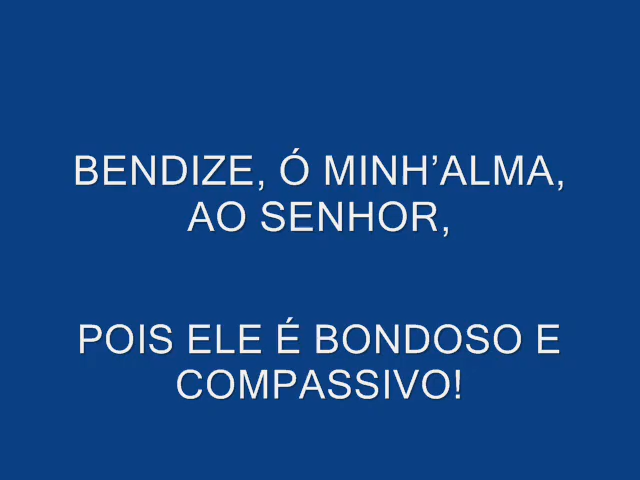 BENDIZE, Ó MINH’ALMA,
AO SENHOR,
POIS ELE É BONDOSO E
COMPASSIVO!